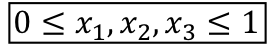 0 ≤ x₁, x₂, x₃ ≤ 1